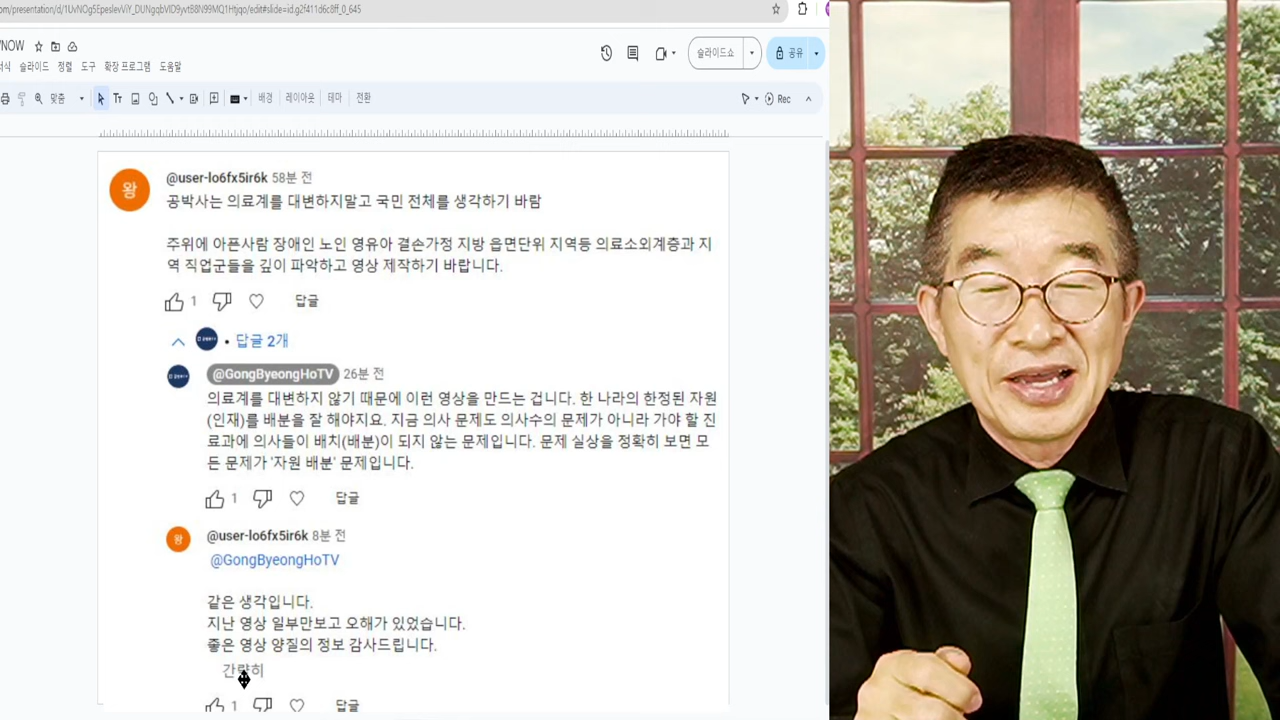 com/presentation/d/1UvNOg5EpeslevViY_DUNgqbVlD9yvtB8N99MQ1Htjqo/edit#slide=id.g2f411d6c8ff_0_645
NOW
서식 슬라이드 정렬 도구 확장 프로그램 도움말
슬라이드쇼
공유
맞춤
배경 레이아웃 테마 전환
Rec
왕
@user-lo6fx5ir6k 58분 전
공박사는 의료계를 대변하지말고 국민 전체를 생각하기 바람
주위에 아픈사람 장애인 노인 영유아 결손가정 지방 읍면단위 지역등 의료소외계층과 지
역 직업군들을 깊이 파악하고 영상 제작하기 바랍니다.
1 답글
• 답글 2개
@GongByeongHoTV 26분 전
의료계를 대변하지 않기 때문에 이런 영상을 만드는 겁니다. 한 나라의 한정된 자원
(인재)를 배분을 잘 해야지요. 지금 의사 문제도 의사수의 문제가 아니라 가야 할 진
료과에 의사들이 배치(배분)이 되지 않는 문제입니다. 문제 실상을 정확히 보면 모
든 문제가 '자원 배분' 문제입니다.
1 답글
왕
@user-lo6fx5ir6k 8분 전
@GongByeongHoTV
같은 생각입니다.
지난 영상 일부만보고 오해가 있었습니다.
좋은 영상 양질의 정보 감사드립니다.
간략히
1 답글